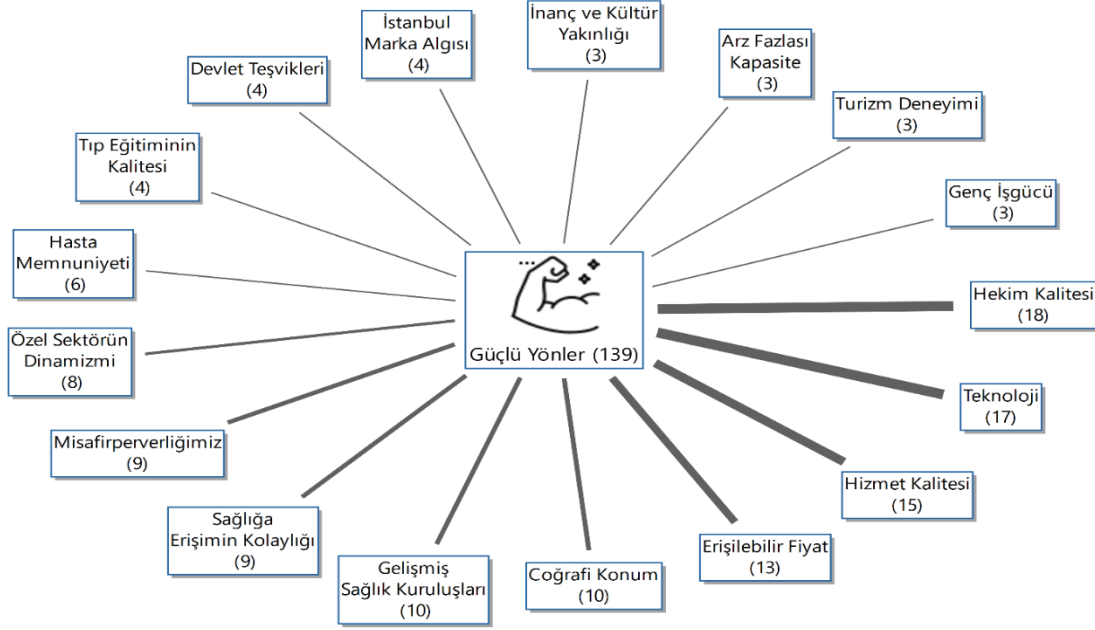 İstanbul
Marka Algısı
(4)
İnanç ve Kültür
Yakınlığı
(3)
Arz Fazlası
Kapasite
(3)
Devlet Teşvikleri
(4)
Turizm Deneyimi
(3)
Tıp Eğitiminin
Kalitesi
(4)
Genç İşgücü
(3)
Hasta
Memnuniyeti
(6)
Hekim Kalitesi
(18)
Özel Sektörün
Dinamizmi
(8)
Güçlü Yönler (139)
Teknoloji
(17)
Misafirperverliğimiz
(9)
Hizmet Kalitesi
(15)
Sağlığa
Erişimin Kolaylığı
(9)
Erişilebilir Fiyat
(13)
Gelişmiş
Sağlık Kuruluşları
(10)
Coğrafi Konum
(10)